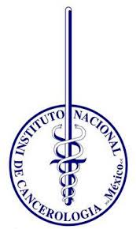 INSTITUTO NACIONAL
DE CANCEROLOGIA
México